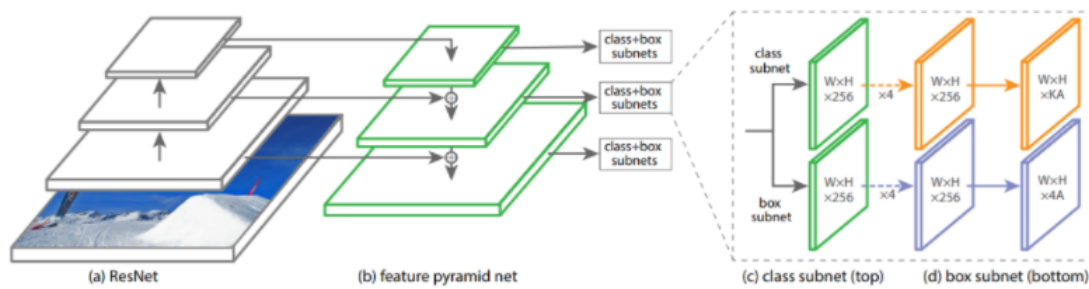 class+box
subnets
class+box
subnets
class+box
subnets
class
subnet
W×H
×256
×4
W×H
×256
W×H
×KA
box
subnet
W×H
×256
×4
W×H
×256
W×H
×4A
(a) ResNet
(b) feature pyramid net
(c) class subnet (top)
(d) box subnet (bottom)